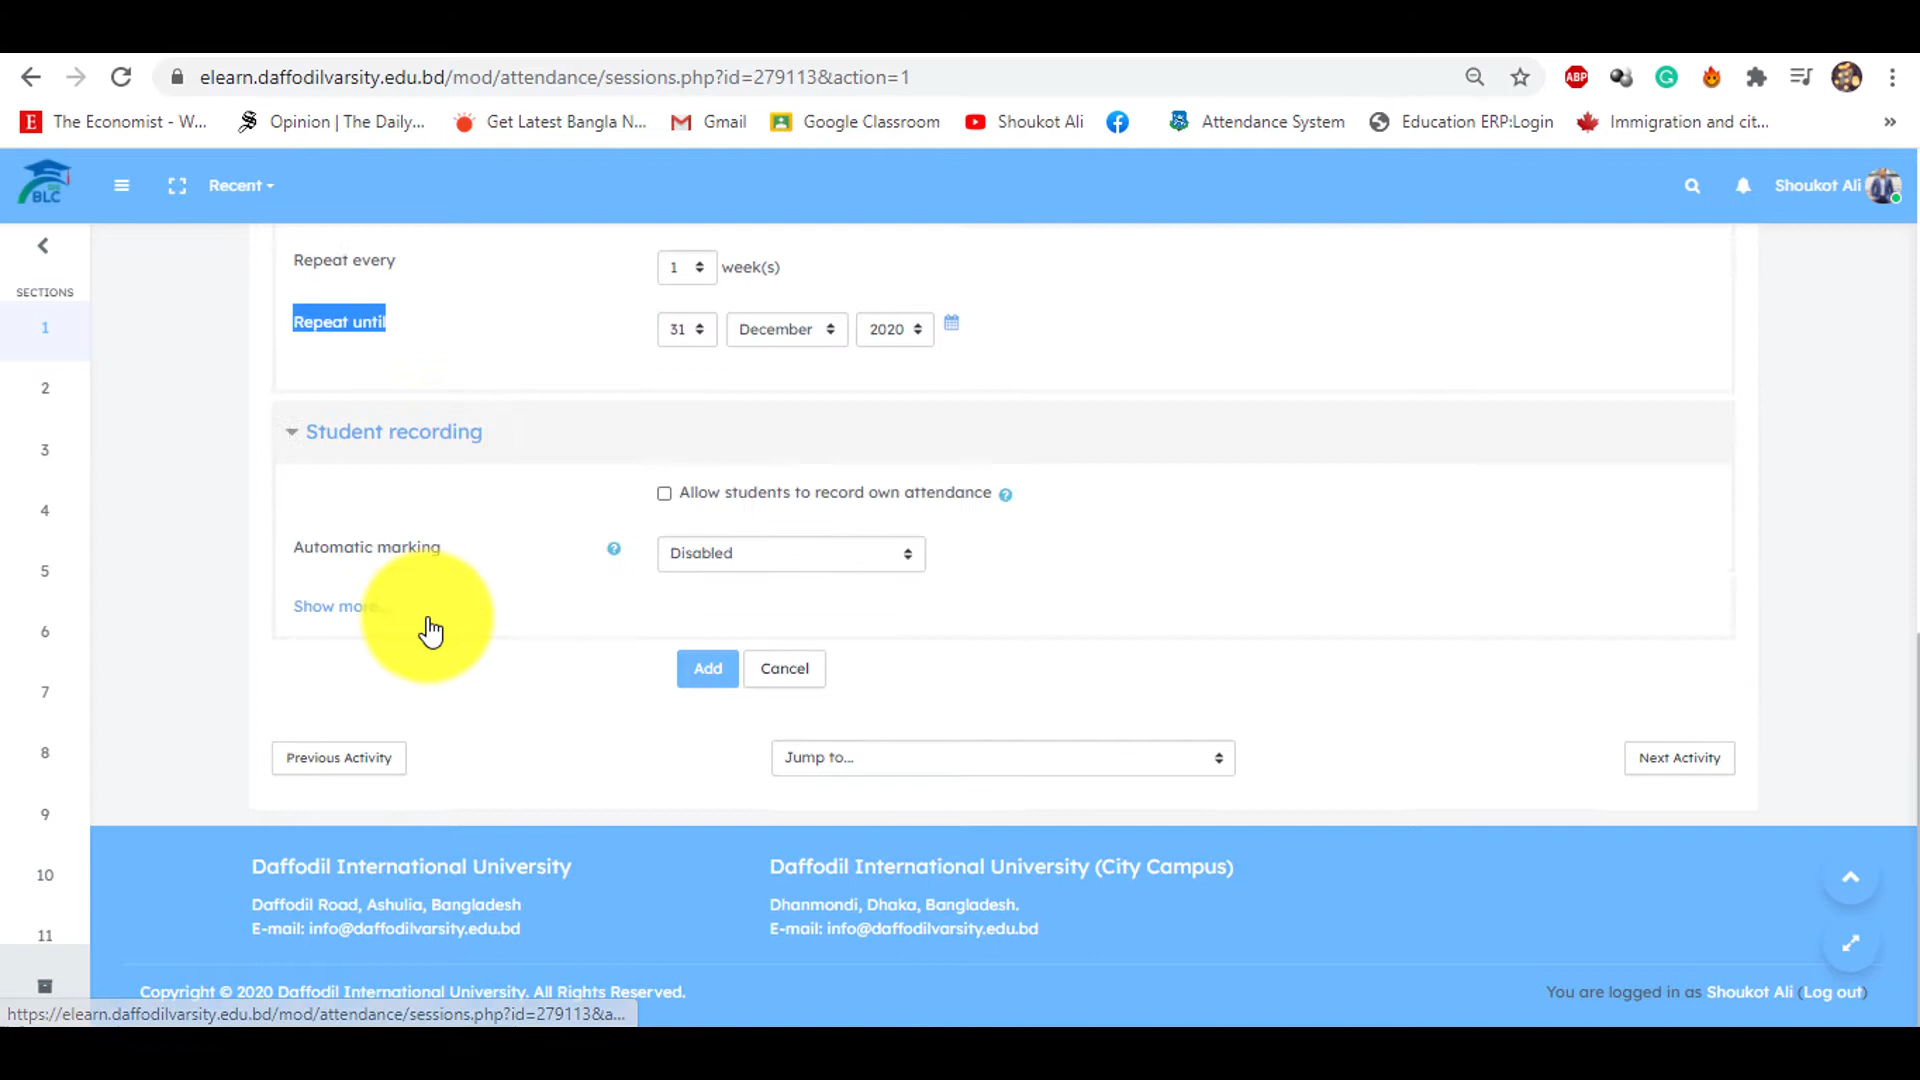 elearn.daffodilvarsity.edu.bd/mod/attendance/sessions.php?id=279113&action=1
ABP
The Economist - W... Opinion | The Daily... Get Latest Bangla N... Gmail Google Classroom Shoukot Ali Attendance System Education ERP:Login Immigration and cit... »
BLC Recent Shoukot Ali
SECTIONS
1
2
3
4
5
6
7
8
9
10
11
Repeat every 1 week(s)
Repeat until 31 December 2020
Student recording
Allow students to record own attendance
Automatic marking Disabled
Show more...
Add Cancel
Previous Activity Jump to... Next Activity
Daffodil International University
Daffodil Road, Ashulia, Bangladesh
E-mail: info@daffodilvarsity.edu.bd
Daffodil International University (City Campus)
Dhanmondi, Dhaka, Bangladesh.
E-mail: info@daffodilvarsity.edu.bd
Copyright © 2020 Daffodil International University. All Rights Reserved.
You are logged in as Shoukot Ali (Log out)
https://elearn.daffodilvarsity.edu.bd/mod/attendance/sessions.php?id=279113&a...